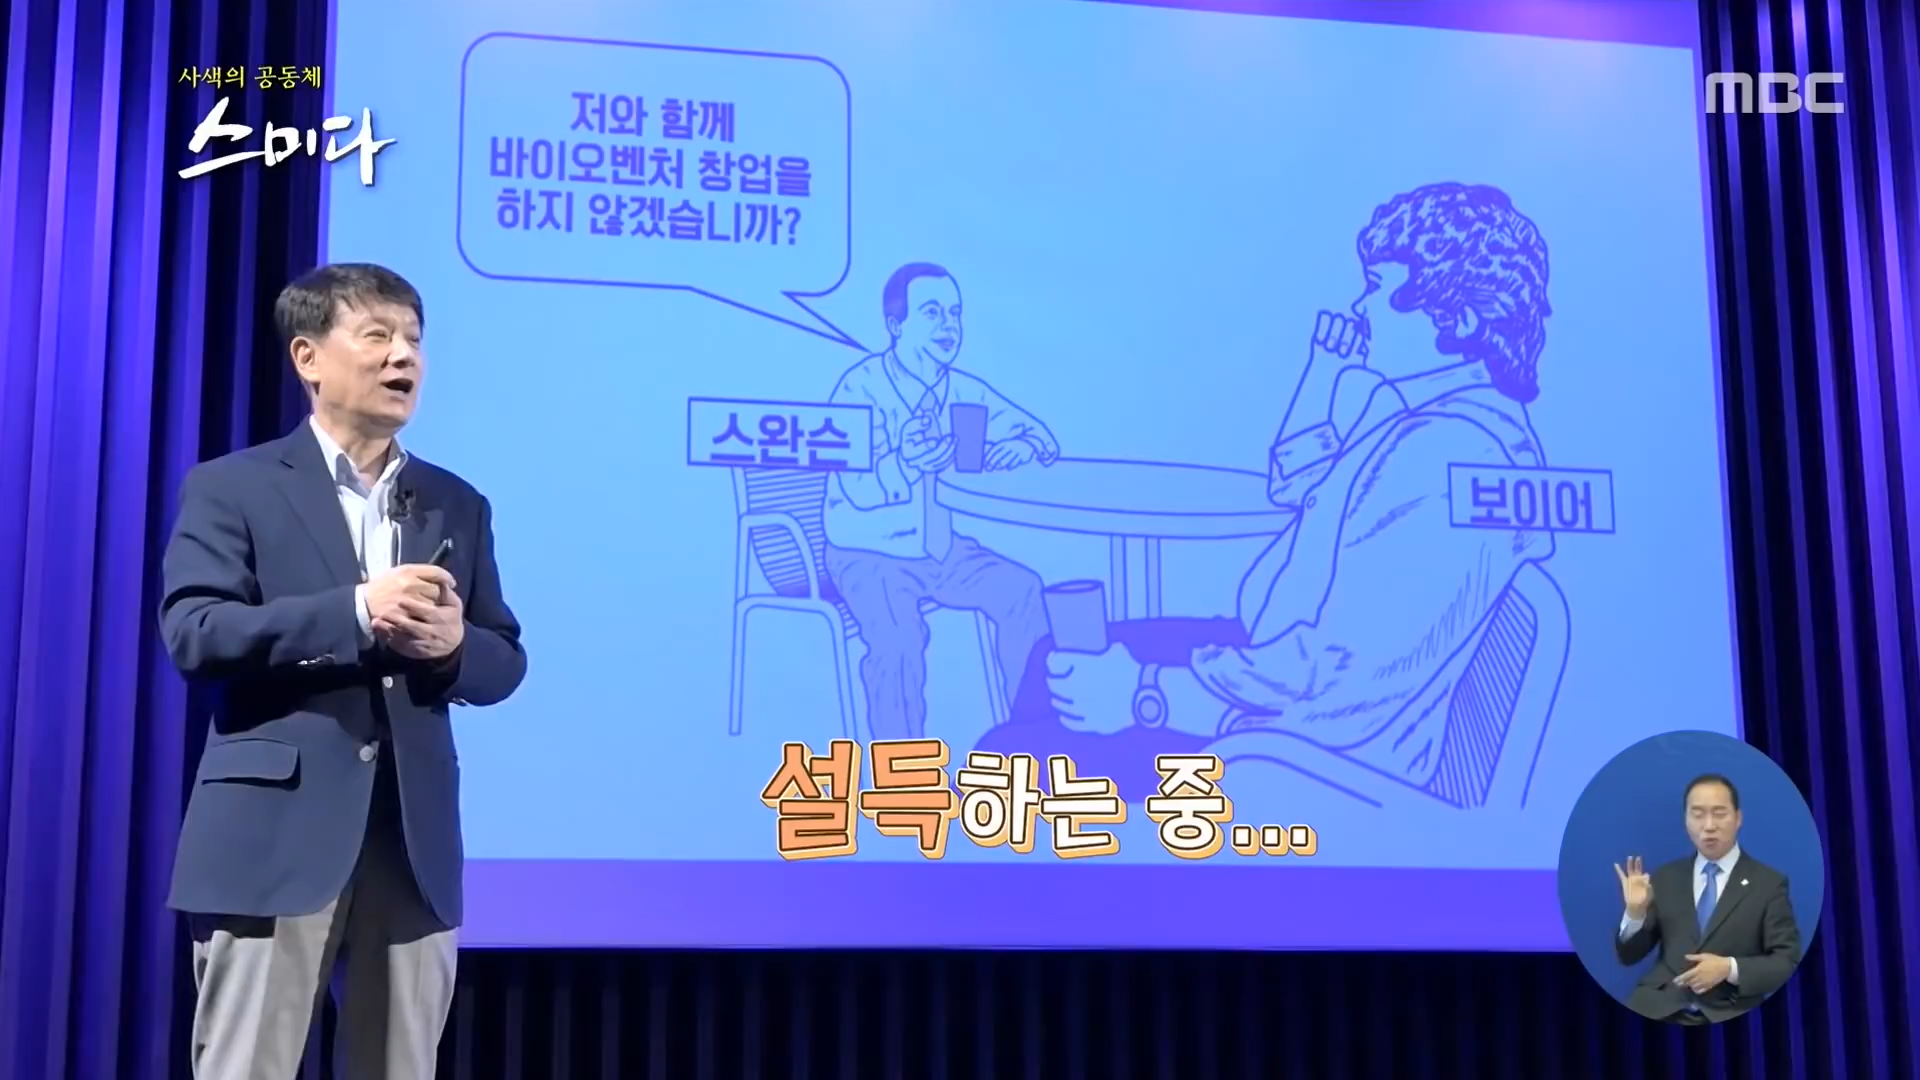 사색의 공동체
스미다
MBC
저와 함께
바이오벤처 창업을
하지 않겠습니까?
스완슨
보이어
설득하는 중...